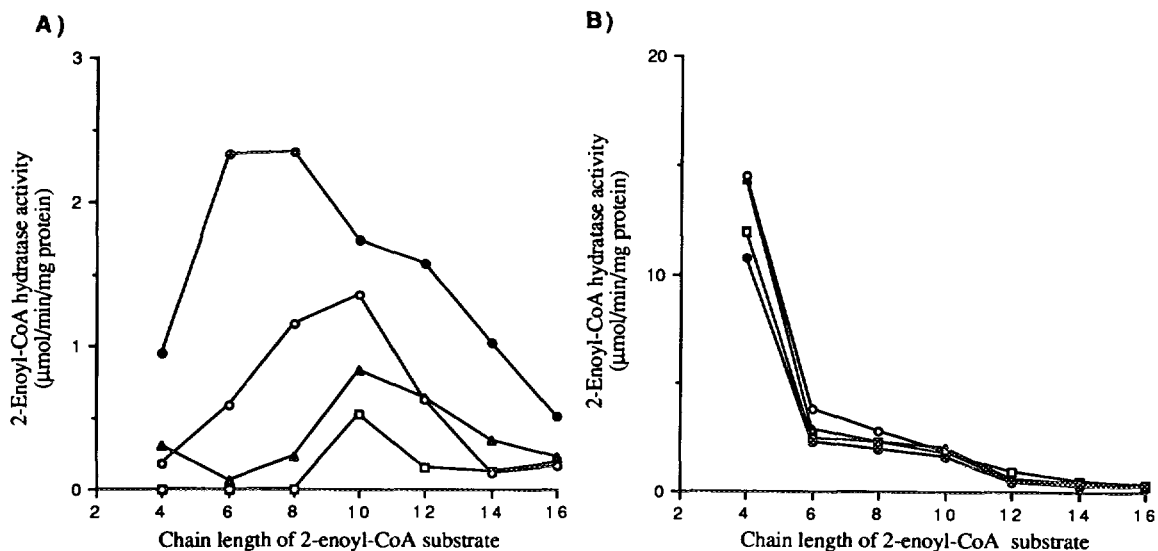 A)
3
2
1
0
2-Enoyl-CoA hydratase activity
(μmol/min/mg protein)
2 4 6 8 10 12 14 16
Chain length of 2-enoyl-CoA substrate
B)
20
10
0
2-Enoyl-CoA hydratase activity
(μmol/min/mg protein)
2 4 6 8 10 12 14 16
Chain length of 2-enoyl-CoA substrate